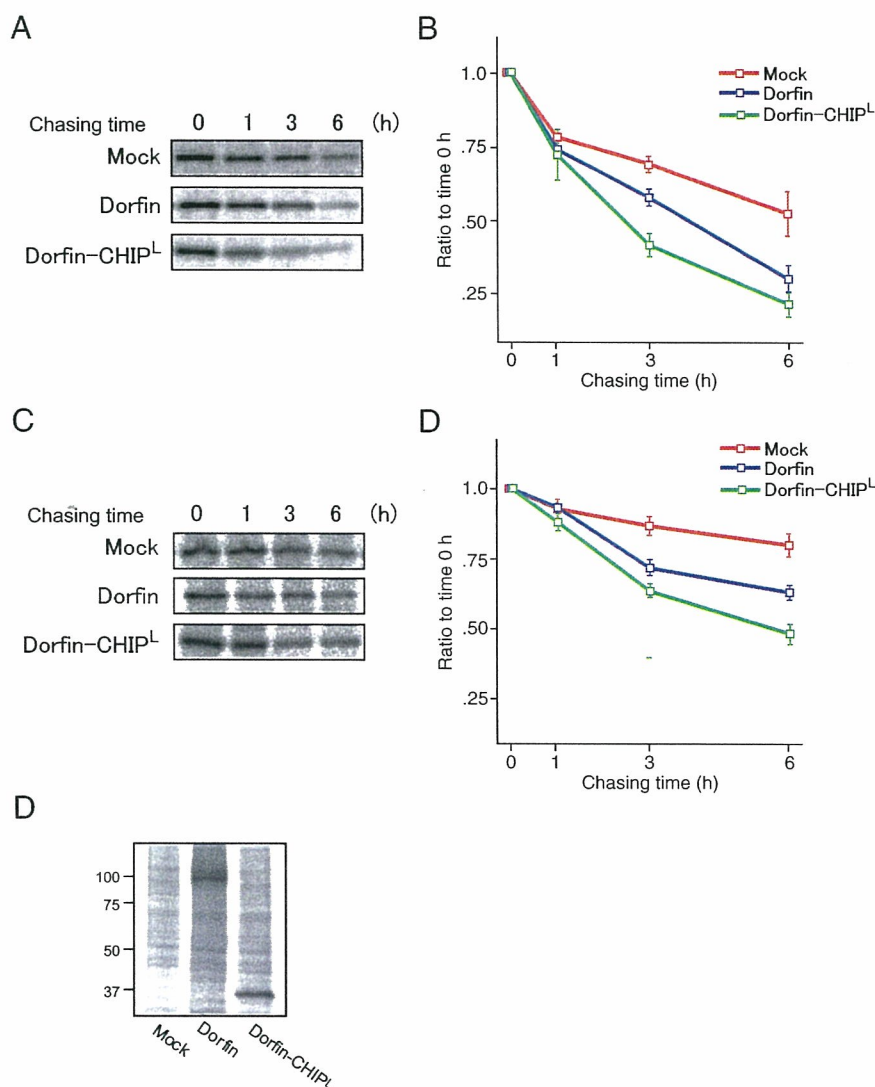 A
Chasing time 0 1 3 6 (h)
Mock
Dorfin
Dorfin-CHIP^L
B
Mock
Dorfin
Dorfin-CHIP^L
1.0
0.75
.50
.25
Ratio to time 0 h
0 1 3 6
Chasing time (h)
C
Chasing time 0 1 3 6 (h)
Mock
Dorfin
Dorfin-CHIP^L
D
Mock
Dorfin
Dorfin-CHIP^L
1.0
0.75
.50
.25
Ratio to time 0 h
0 1 3 6
Chasing time (h)
D
100
75
50
37
Mock Dorfin Dorfin-CHIP^L